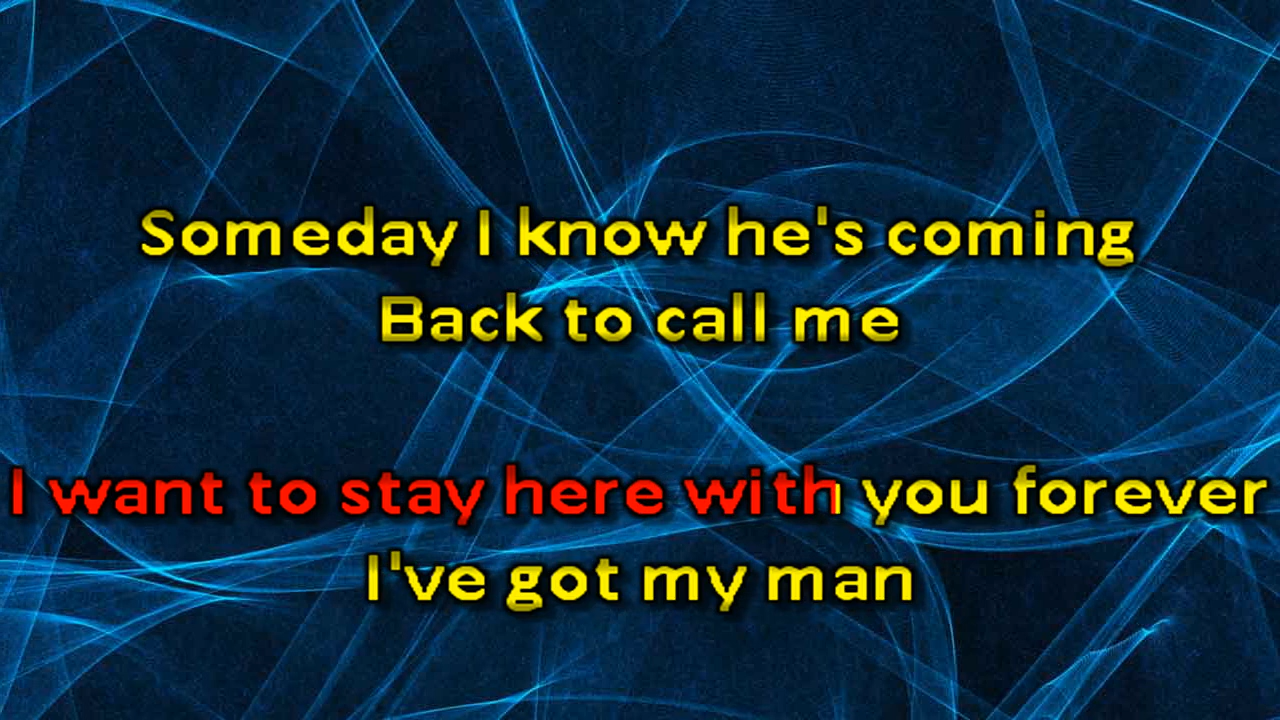 Someday I know he's coming
Back to call me
I want to stay here with you forever
I've got my man